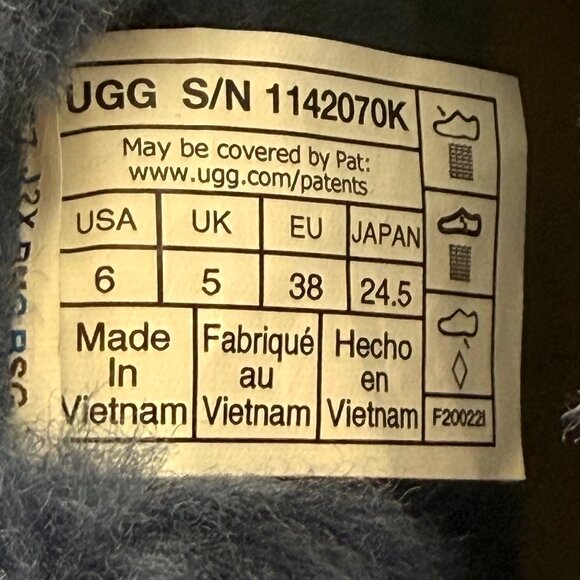 UGG S/N 1142070K
May be covered by Pat:
www.ugg.com/patents
USA UK EU JAPAN
6 5 38 24.5
Made
In
Vietnam
Fabriqué
au
Vietnam
Hecho
en
Vietnam